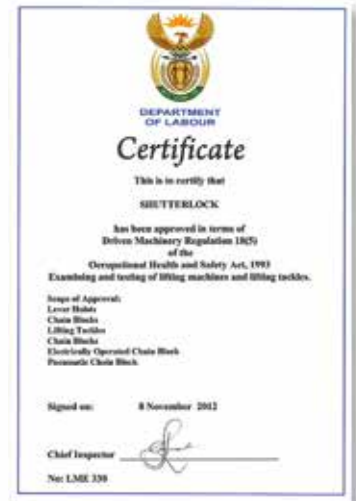 DEPARTMENT
OF LABOUR
Certificate
This is to certify that
SHUTTERLOCK
has been approved in terms of
Driven Machinery Regulation 18(5)
of the
Occupational Health and Safety Act, 1993
Examining and testing of lifting machines and lifting tackles.
Scope of Approval:
Lever Hoists
Chain Blocks
Lifting Tackles
Chain Blocks
Electrically Operated Chain Block
Pneumatic Chain Block
Signed on: 8 November 2012
Chief Inspector
No: LME 330